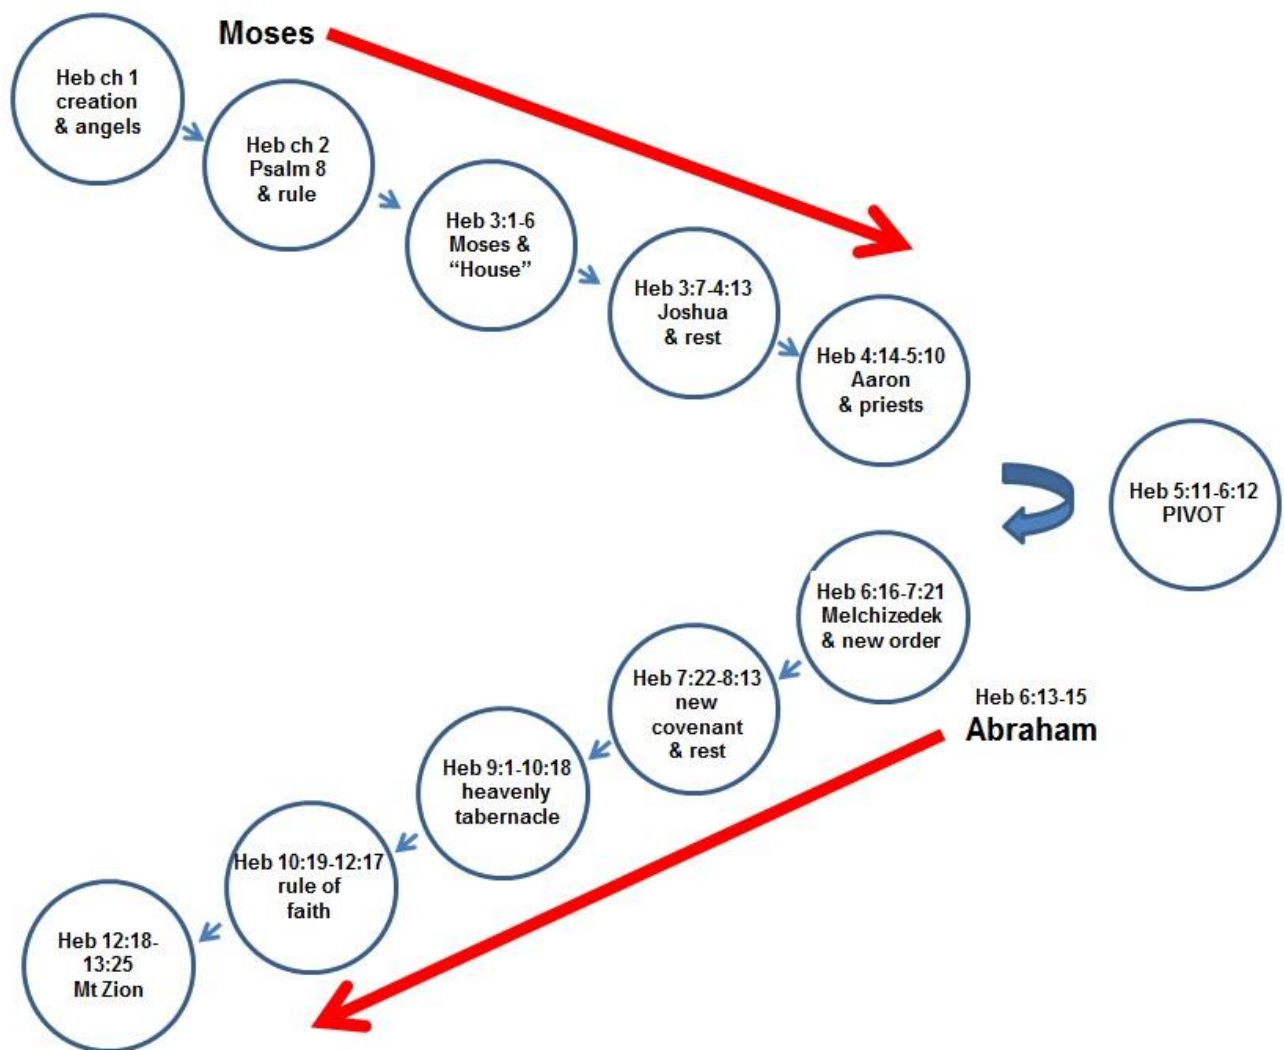 Moses
Heb ch 1
creation
& angels
Heb ch 2
Psalm 8
& rule
Heb 3:1-6
Moses &
“House”
Heb 3:7-4:13
Joshua
& rest
Heb 4:14-5:10
Aaron
& priests
Heb 5:11-6:12
PIVOT
Heb 6:16-7:21
Melchizedek
& new order
Heb 6:13-15
Abraham
Heb 7:22-8:13
new
covenant
& rest
Heb 9:1-10:18
heavenly
tabernacle
Heb 10:19-12:17
rule of
faith
Heb 12:18-
13:25
Mt Zion